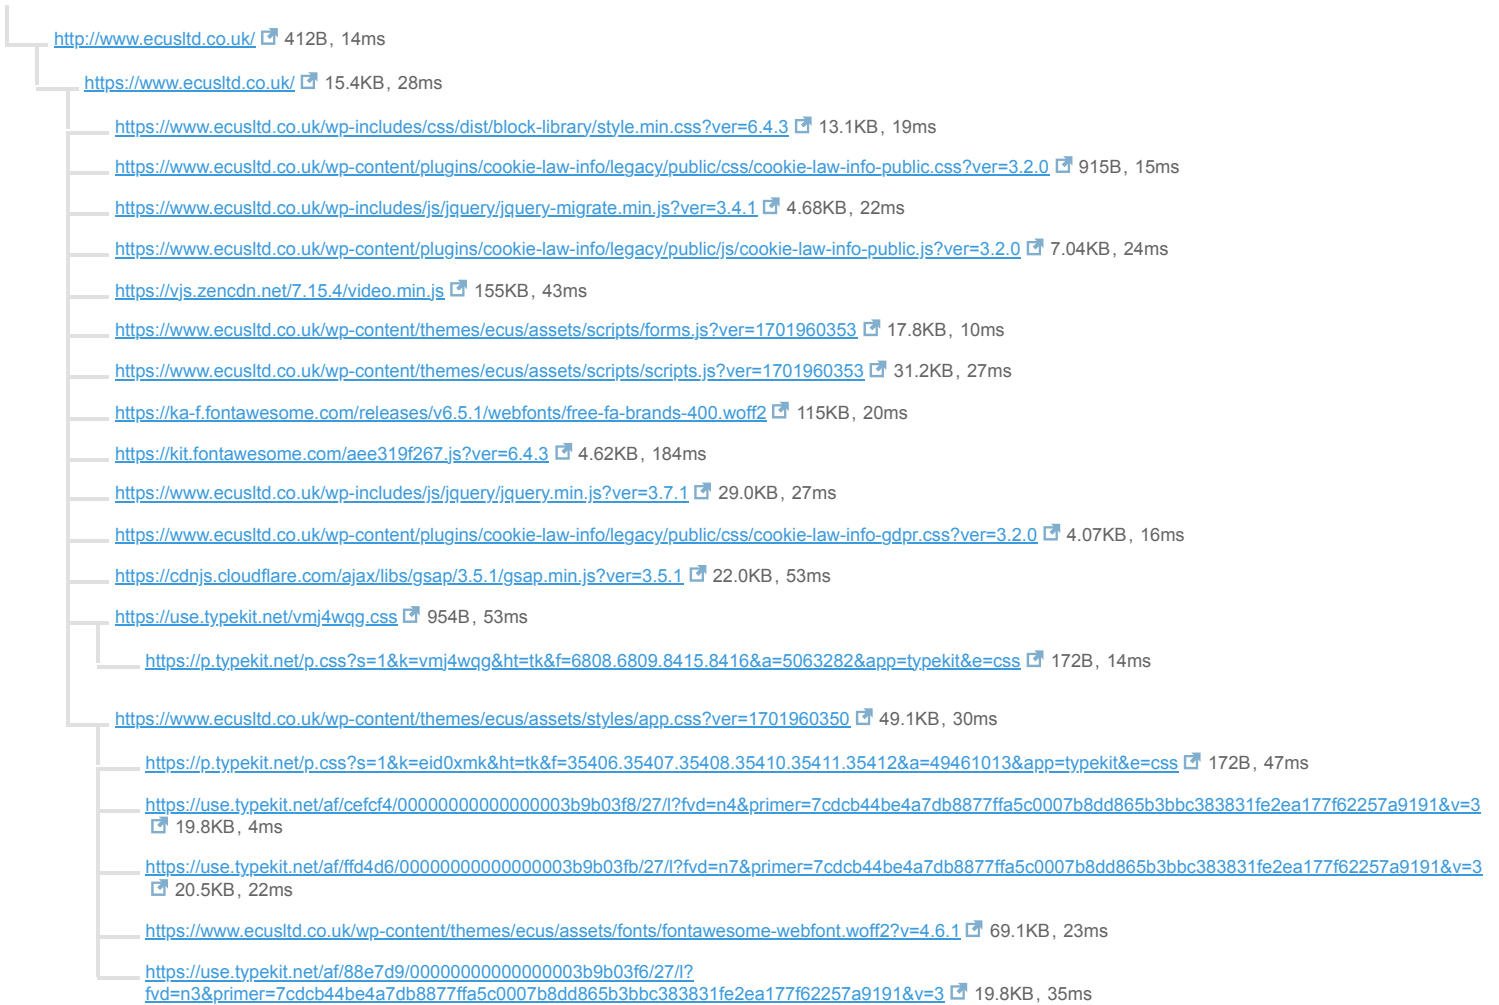 http://www.ecusltd.co.uk/ 412B, 14ms
https://www.ecusltd.co.uk/ 15.4KB, 28ms
https://www.ecusltd.co.uk/wp-includes/css/dist/block-library/style.min.css?ver=6.4.3 13.1KB, 19ms
https://www.ecusltd.co.uk/wp-content/plugins/cookie-law-info/legacy/public/css/cookie-law-info-public.css?ver=3.2.0 915B, 15ms
https://www.ecusltd.co.uk/wp-includes/js/jquery/jquery-migrate.min.js?ver=3.4.1 4.68KB, 22ms
https://www.ecusltd.co.uk/wp-content/plugins/cookie-law-info/legacy/public/js/cookie-law-info-public.js?ver=3.2.0 7.04KB, 24ms
https://vjs.zencdn.net/7.15.4/video.min.js 155KB, 43ms
https://www.ecusltd.co.uk/wp-content/themes/ecus/assets/scripts/forms.js?ver=1701960353 17.8KB, 10ms
https://www.ecusltd.co.uk/wp-content/themes/ecus/assets/scripts/scripts.js?ver=1701960353 31.2KB, 27ms
https://ka-f.fontawesome.com/releases/v6.5.1/webfonts/free-fa-brands-400.woff2 115KB, 20ms
https://kit.fontawesome.com/aee319f267.js?ver=6.4.3 4.62KB, 184ms
https://www.ecusltd.co.uk/wp-includes/js/jquery/jquery.min.js?ver=3.7.1 29.0KB, 27ms
https://www.ecusltd.co.uk/wp-content/plugins/cookie-law-info/legacy/public/css/cookie-law-info-gdpr.css?ver=3.2.0 4.07KB, 16ms
https://cdnjs.cloudflare.com/ajax/libs/gsap/3.5.1/gsap.min.js?ver=3.5.1 22.0KB, 53ms
https://use.typekit.net/vmj4wqg.css 954B, 53ms
https://p.typekit.net/p.css?s=1&k=vmj4wqg&ht=tk&f=6808.6809.8415.8416&a=5063282&app=typekit&e=css 172B, 14ms
https://www.ecusltd.co.uk/wp-content/themes/ecus/assets/styles/app.css?ver=1701960350 49.1KB, 30ms
https://p.typekit.net/p.css?s=1&k=eid0xmk&ht=tk&f=35406.35407.35408.35410.35411.35412&a=49461013&app=typekit&e=css 172B, 47ms
https://use.typekit.net/af/cefcf4/00000000000000003b9b03f8/27/l?fvd=n4&primer=7cdcb44be4a7db8877ffa5c0007b8dd865b3bbc383831fe2ea177f62257a9191&v=3
19.8KB, 4ms
https://use.typekit.net/af/ffd4d6/00000000000000003b9b03fb/27/l?fvd=n7&primer=7cdcb44be4a7db8877ffa5c0007b8dd865b3bbc383831fe2ea177f62257a9191&v=3
20.5KB, 22ms
https://www.ecusltd.co.uk/wp-content/themes/ecus/assets/fonts/fontawesome-webfont.woff2?v=4.6.1 69.1KB, 23ms
https://use.typekit.net/af/88e7d9/00000000000000003b9b03f6/27/l?
fvd=n3&primer=7cdcb44be4a7db8877ffa5c0007b8dd865b3bbc383831fe2ea177f62257a9191&v=3 19.8KB, 35ms